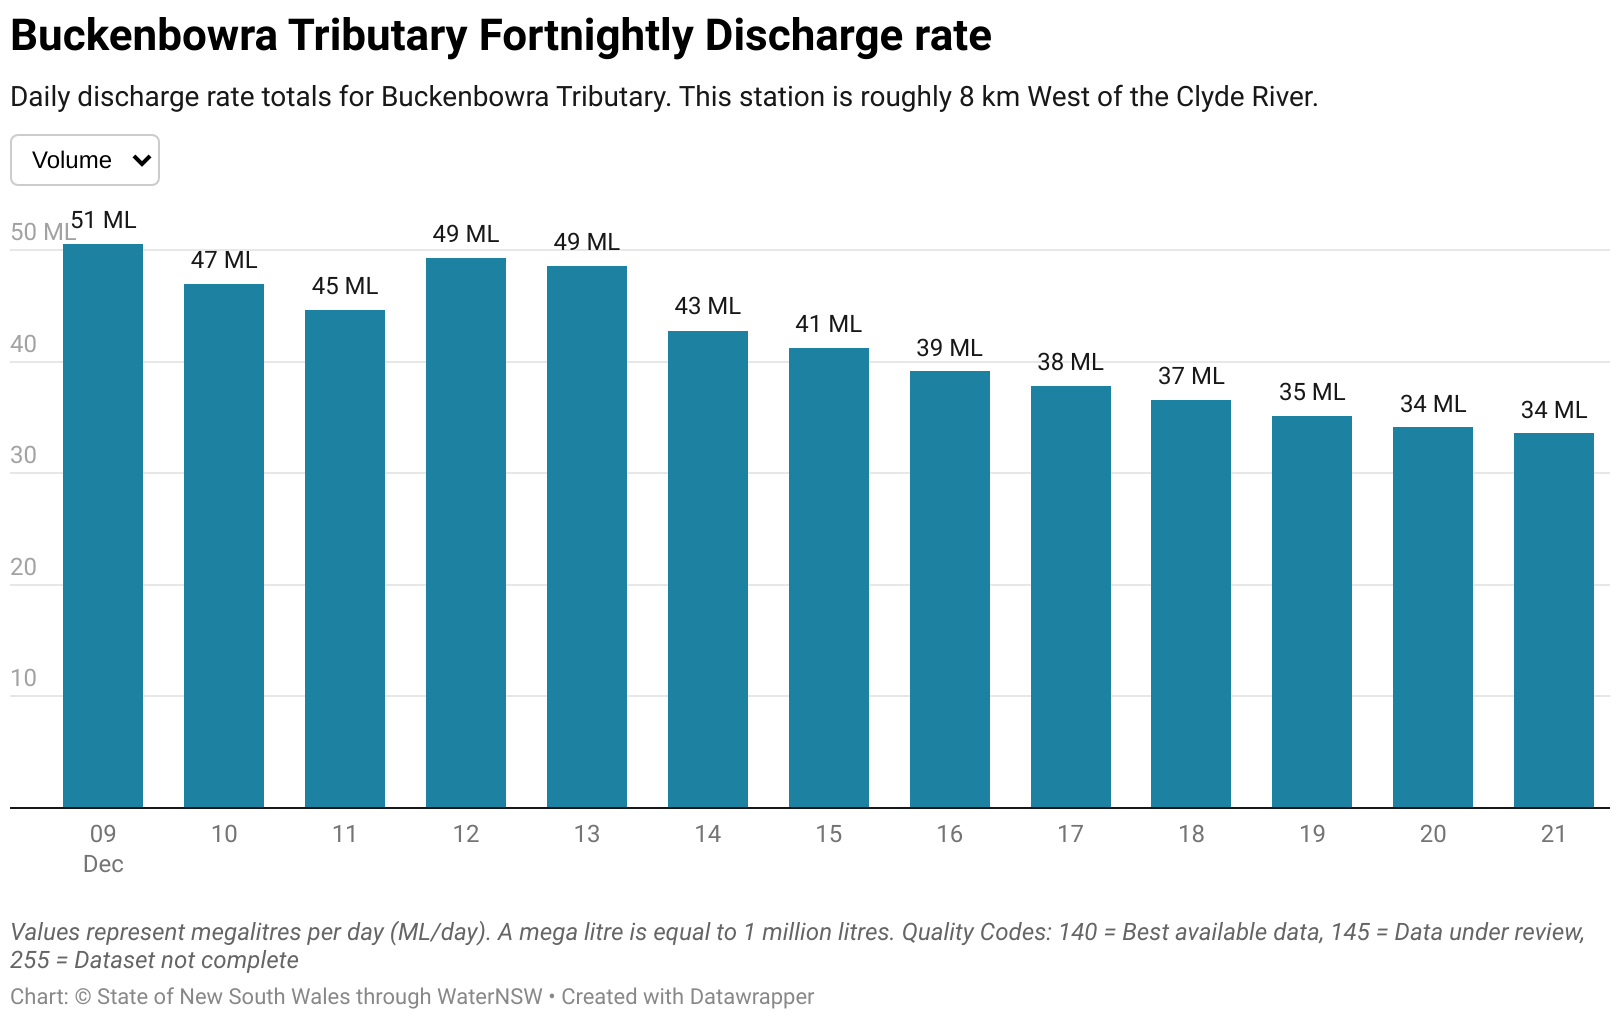 Buckenbowra Tributary Fortnightly Discharge rate
Daily discharge rate totals for Buckenbowra Tributary. This station is roughly 8 km West of the Clyde River.
Volume
50 ML
51 ML
47 ML
45 ML
49 ML
49 ML
43 ML
41 ML
39 ML
38 ML
37 ML
35 ML
34 ML
34 ML
40
30
20
10
09 10 11 12 13 14 15 16 17 18 19 20 21
Dec
Values represent megalitres per day (ML/day). A mega litre is equal to 1 million litres. Quality Codes: 140 = Best available data, 145 = Data under review,
255 = Dataset not complete
Chart: © State of New South Wales through WaterNSW • Created with Datawrapper